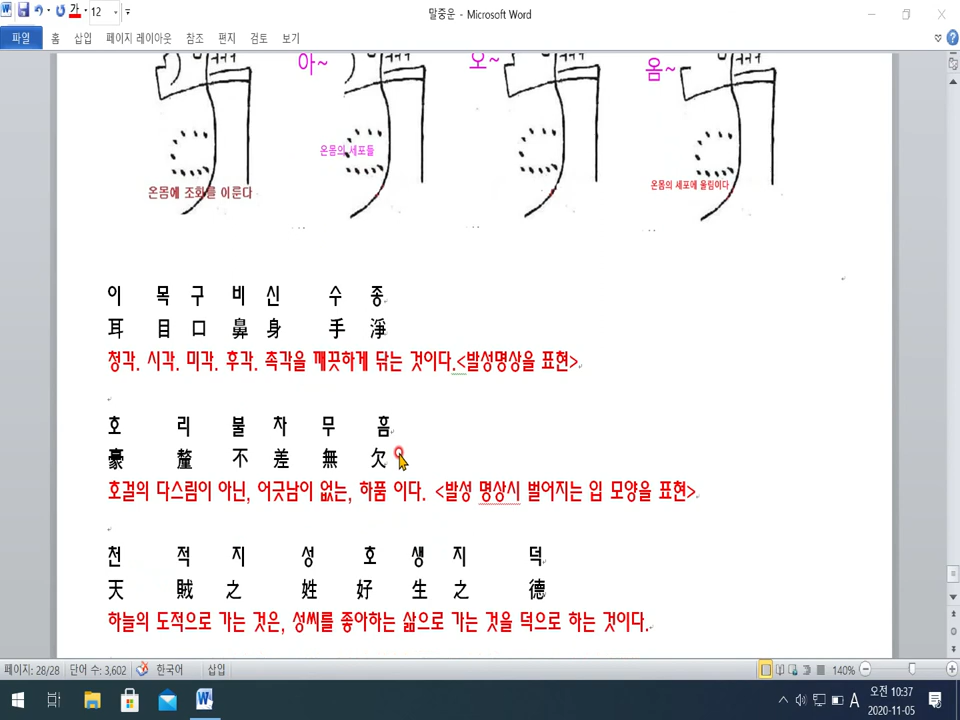 말중운 - Microsoft Word
가 12
파일 홈 삽입 페이지 레이아웃 참조 편지 검토 보기
아~ 오~ 옴~
온몸의 세포들
온몸에 조화를 이룬다 온몸의 세포에 울림이다
이 목 구 비 신 수 종
耳 目 口 鼻 身 手 淨
청각. 시각. 미각. 후각. 촉각을 깨끗하게 닦는 것이다.<발성명상을 표현>
호 리 불 차 무 흠
豪 釐 不 差 無 欠
호걸의 다스림이 아닌, 어긋남이 없는, 하품 이다. <발성 명상시 벌어지는 입 모양을 표현>
천 적 지 성 호 생 지 덕
天 賊 之 姓 好 生 之 德
하늘의 도적으로 가는 것은, 성씨를 좋아하는 삶으로 가는 것을 덕으로 하는 것이다.
페이지: 28/28 단어 수: 3,602 한국어 삽입 140%
A 오전 10:37
2020-11-05